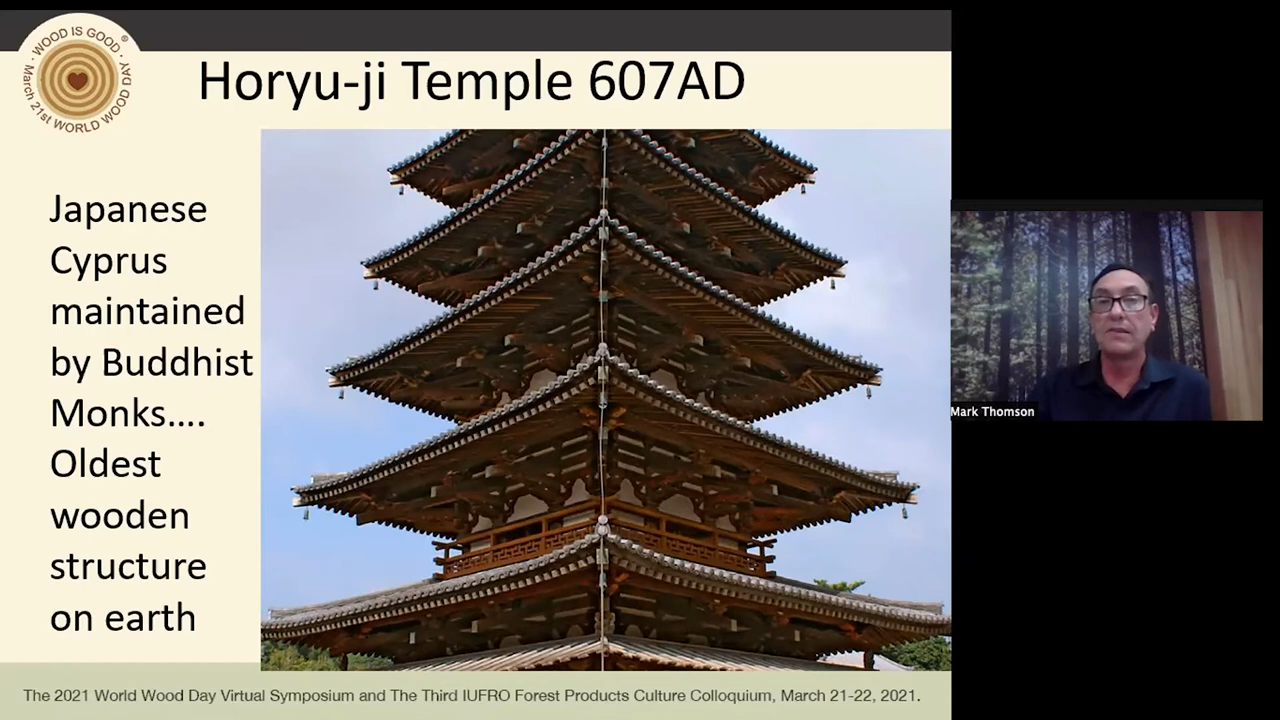 WOOD IS GOOD ®
March 21st WORLD WOOD DAY
Horyu-ji Temple 607AD
Japanese
Cyprus
maintained
by Buddhist
Monks....
Oldest
wooden
structure
on earth
Mark Thomson
The 2021 World Wood Day Virtual Symposium and The Third IUFRO Forest Products Culture Colloquium, March 21-22, 2021.